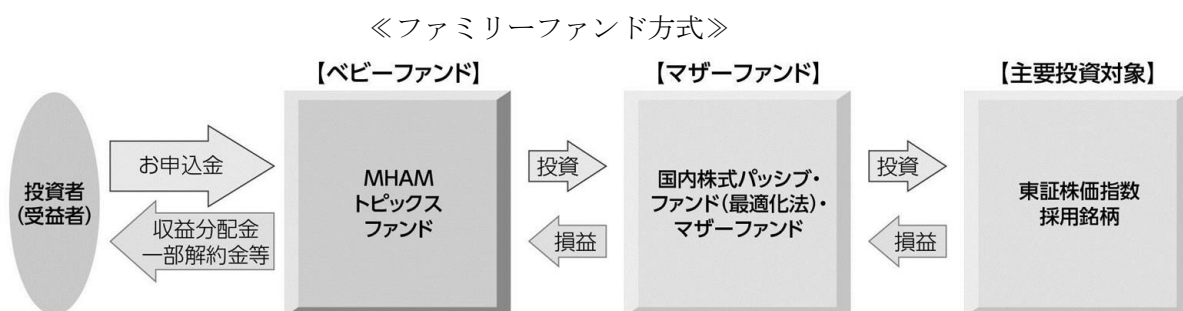 ≪ファミリーファンド方式≫
【ベビーファンド】
【マザーファンド】
【主要投資対象】
投資者
(受益者)
お申込金
収益分配金
一部解約金等
MHAM
トピックス
ファンド
投資
損益
国内株式パッシブ・
ファンド(最適化法)・
マザーファンド
投資
損益
東証株価指数
採用銘柄